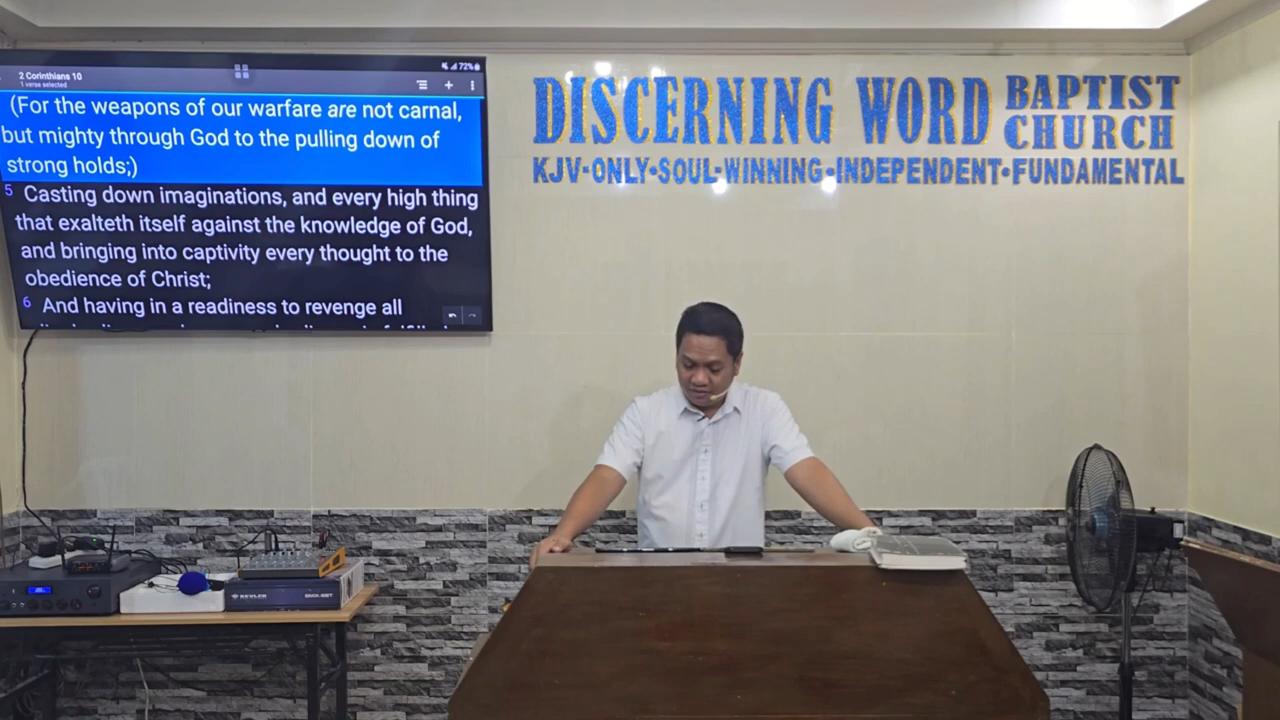 2 Corinthians 10
1 verse selected
72%
(For the weapons of our warfare are not carnal,
but mighty through God to the pulling down of
strong holds;)
5 Casting down imaginations, and every high thing
that exalteth itself against the knowledge of God,
and bringing into captivity every thought to the
obedience of Christ;
6 And having in a readiness to revenge all
DISCERNING WORD BAPTIST CHURCH
KJV-ONLY•SOUL-WINNING•INDEPENDENT•FUNDAMENTAL
KEVLER